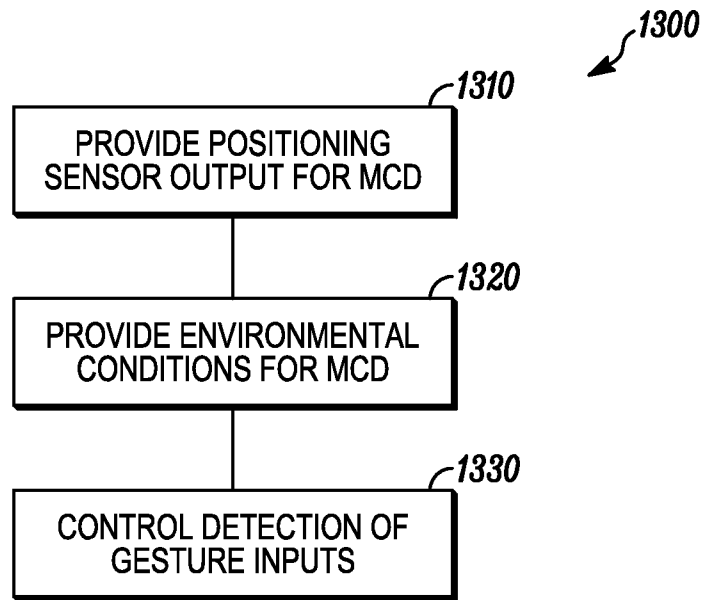 1300
1310
PROVIDE POSITIONING
SENSOR OUTPUT FOR MCD
1320
PROVIDE ENVIRONMENTAL
CONDITIONS FOR MCD
1330
CONTROL DETECTION OF
GESTURE INPUTS